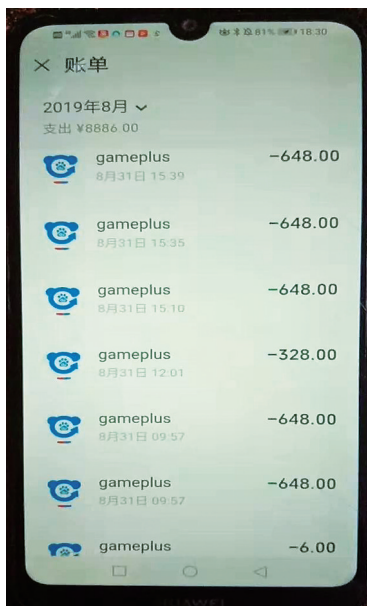 81% 18:30
× 账单
2019年8月
支出 ¥8886.00
gameplus -648.00
8月31日 15:39
gameplus -648.00
8月31日 15:35
gameplus -648.00
8月31日 15:10
gameplus -328.00
8月31日 12:01
gameplus -648.00
8月31日 09:57
gameplus -648.00
8月31日 09:57
gameplus -6.00
HUAWEI